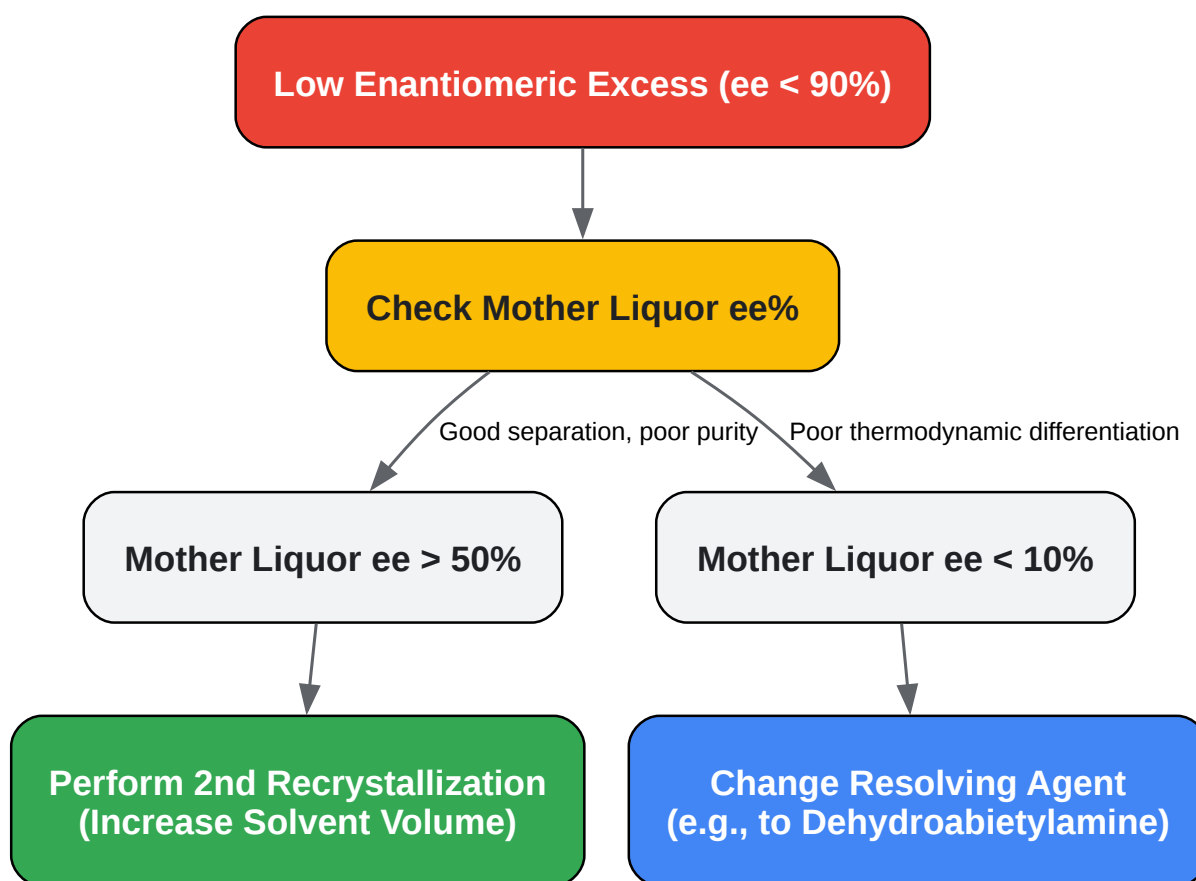 Low Enantiomeric Excess (ee < 90%)
Check Mother Liquor ee%
Good separation, poor purity
Poor thermodynamic differentiation
Mother Liquor ee > 50%
Mother Liquor ee < 10%
Perform 2nd Recrystallization
(Increase Solvent Volume)
Change Resolving Agent
(e.g., to Dehydroabietylamine)